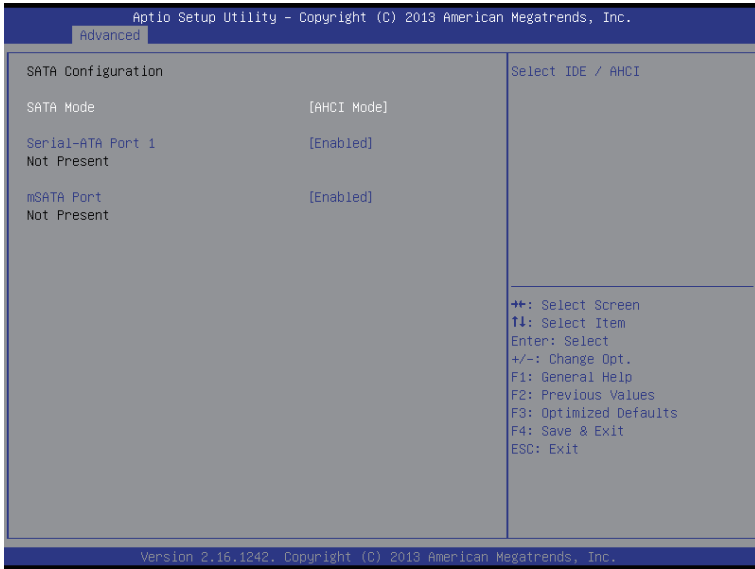 Aptio Setup Utility – Copyright (C) 2013 American Megatrends, Inc.
Advanced
SATA Configuration
SATA Mode [AHCI Mode]
Serial-ATA Port 1 [Enabled]
Not Present
mSATA Port [Enabled]
Not Present
Select IDE / AHCI
→←: Select Screen
↑↓: Select Item
Enter: Select
+/-: Change Opt.
F1: General Help
F2: Previous Values
F3: Optimized Defaults
F4: Save & Exit
ESC: Exit
Version 2.16.1242. Copyright (C) 2013 American Megatrends, Inc.